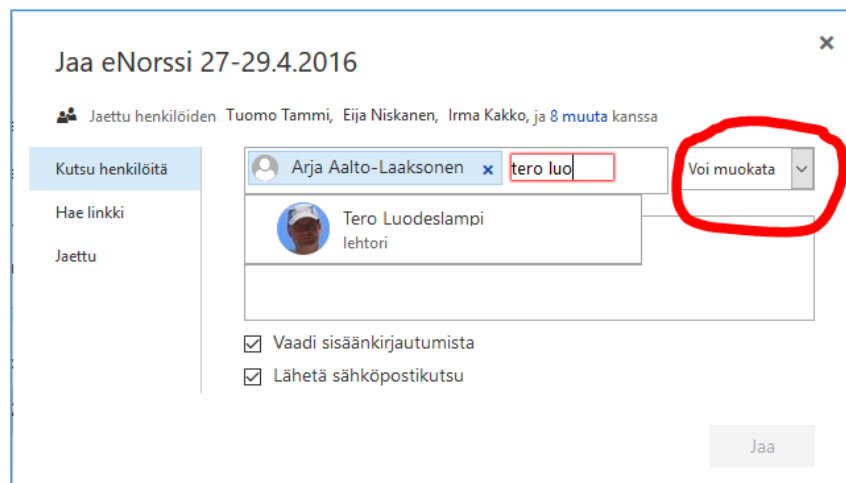 Jaa eNorssi 27-29.4.2016
Jaettu henkilöiden Tuomo Tammi, Eija Niskanen, Irma Kakko, ja 8 muuta kanssa
Kutsu henkilöitä
Arja Aalto-Laaksonen x tero luo
Voi muokata
Hae linkki
Tero Luodeslampi
lehtori
Jaettu
Vaadi sisäänkirjautumista
Lähetä sähköpostikutsu
Jaa